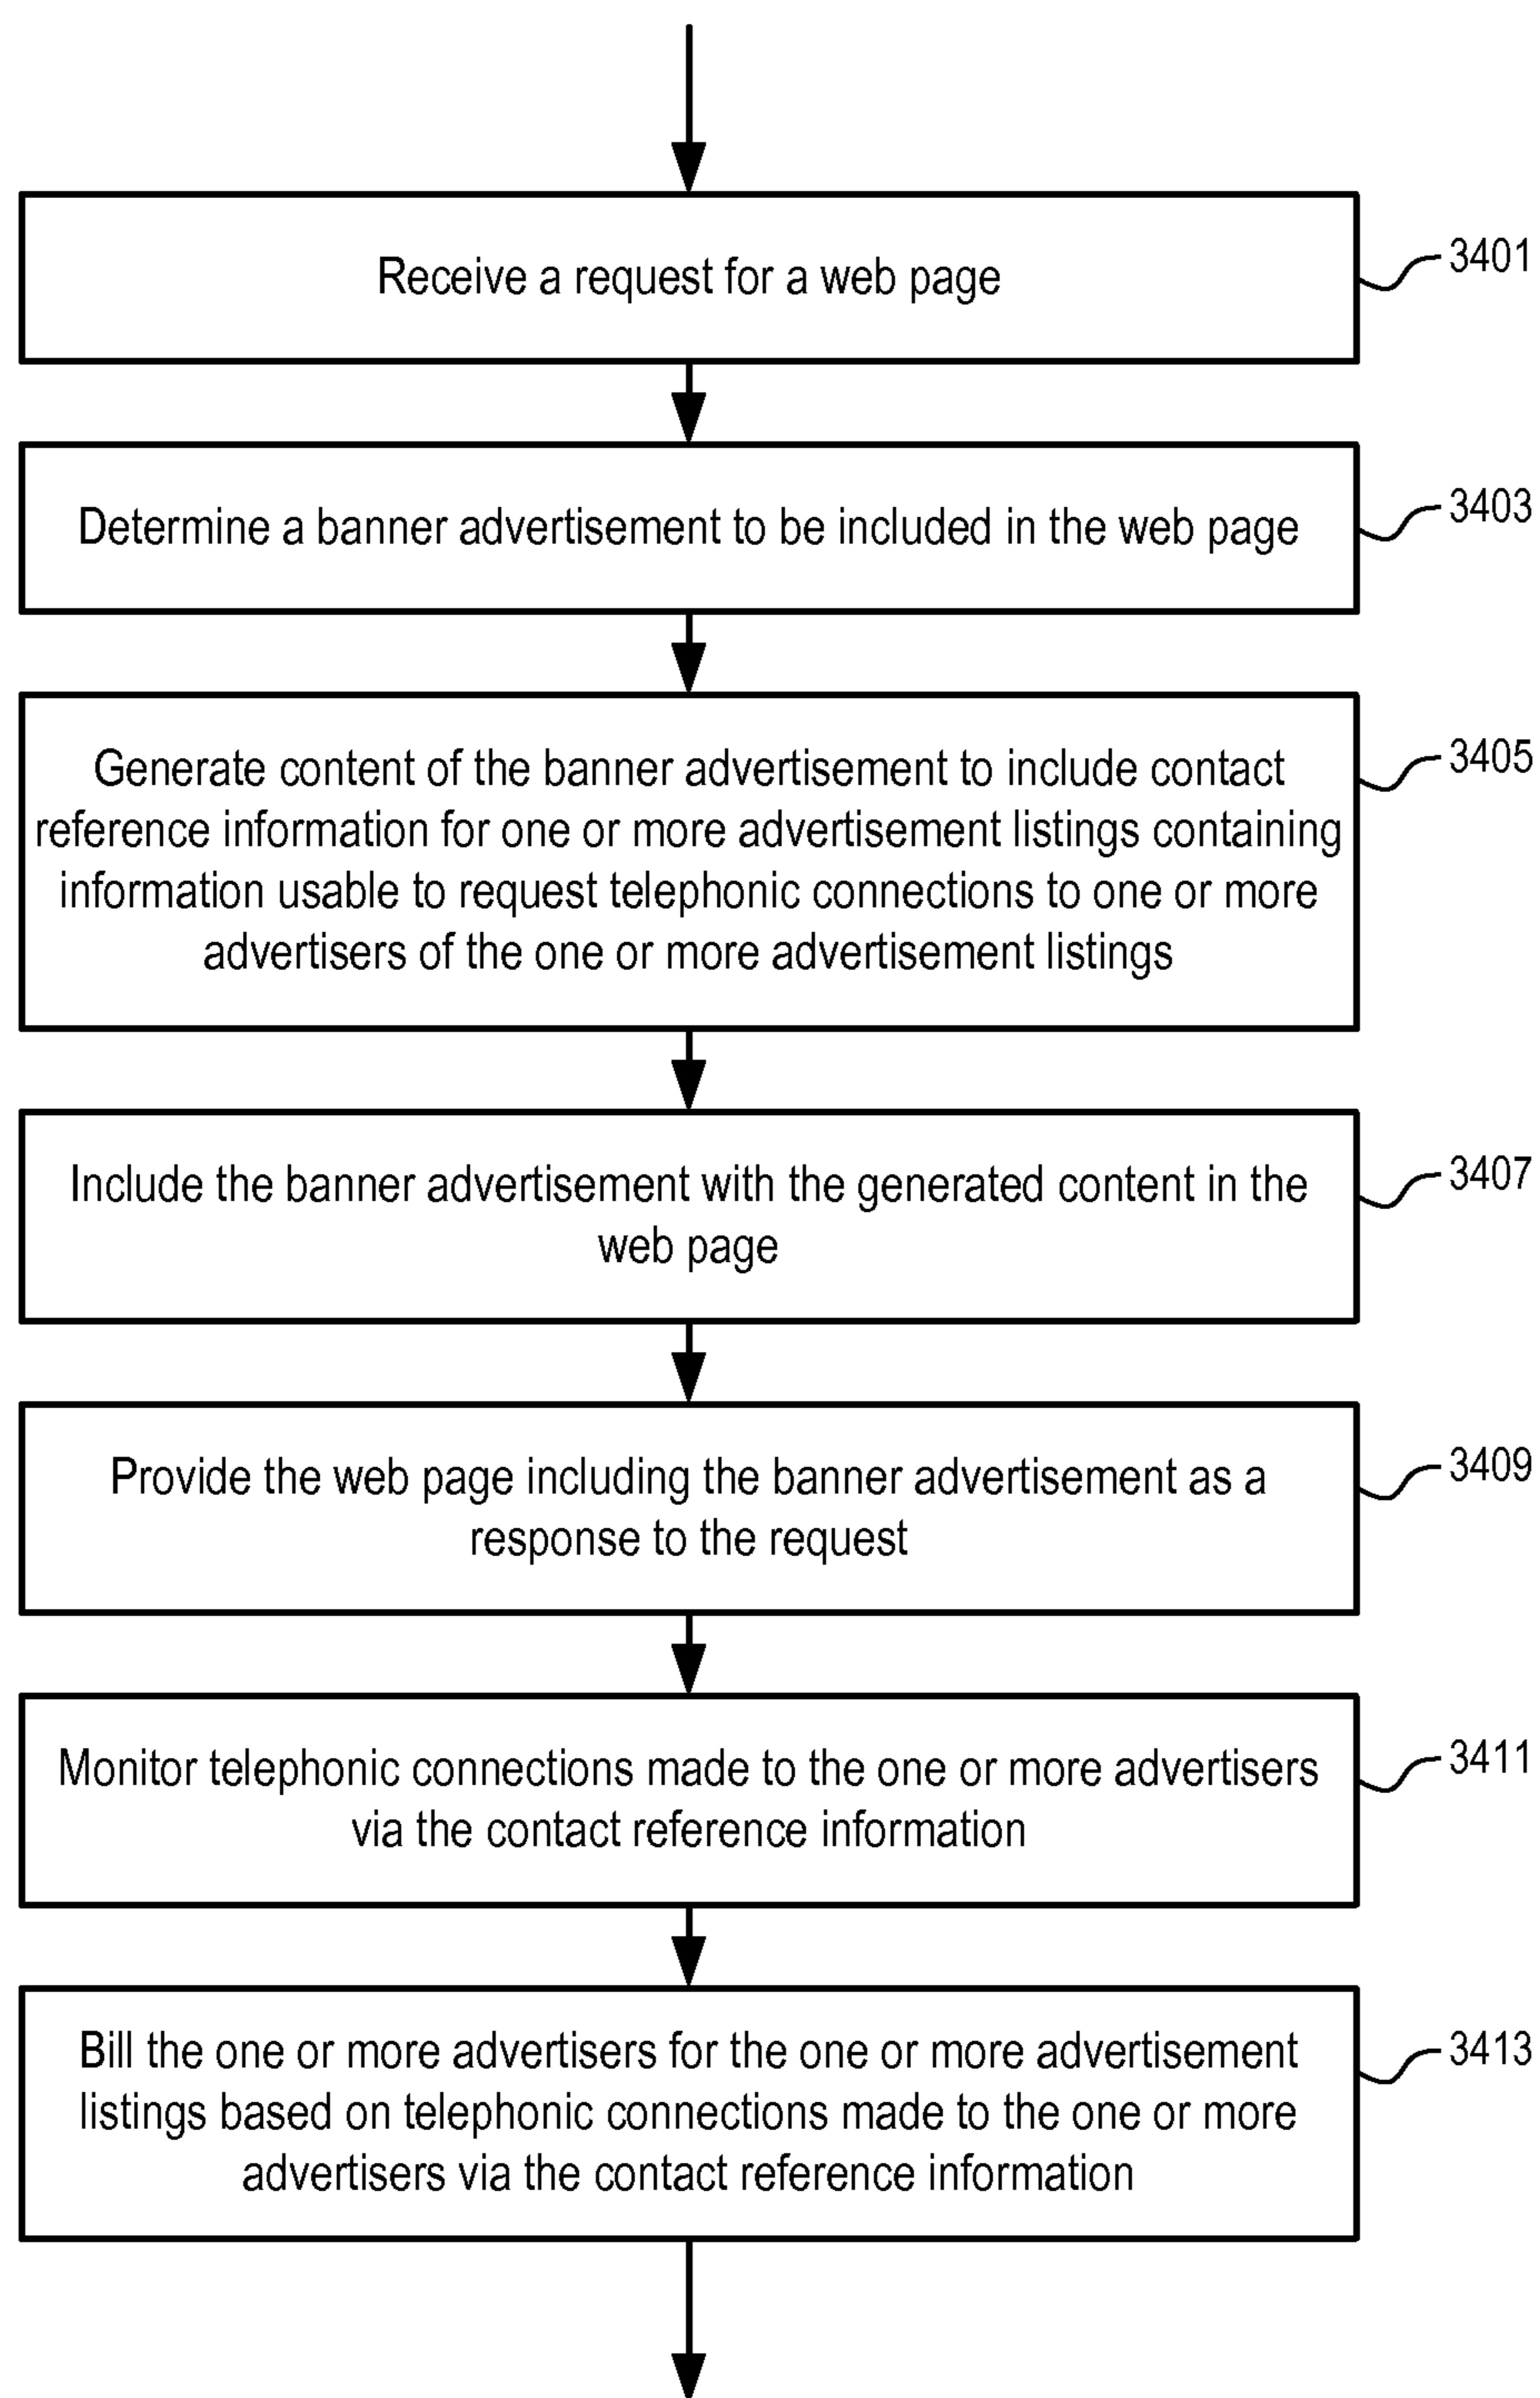 Receive a request for a web page
3401
Determine a banner advertisement to be included in the web page
3403
Generate content of the banner advertisement to include contact
reference information for one or more advertisement listings containing
information usable to request telephonic connections to one or more
advertisers of the one or more advertisement listings
3405
Include the banner advertisement with the generated content in the
web page
3407
Provide the web page including the banner advertisement as a
response to the request
3409
Monitor telephonic connections made to the one or more advertisers
via the contact reference information
3411
Bill the one or more advertisers for the one or more advertisement
listings based on telephonic connections made to the one or more
advertisers via the contact reference information
3413